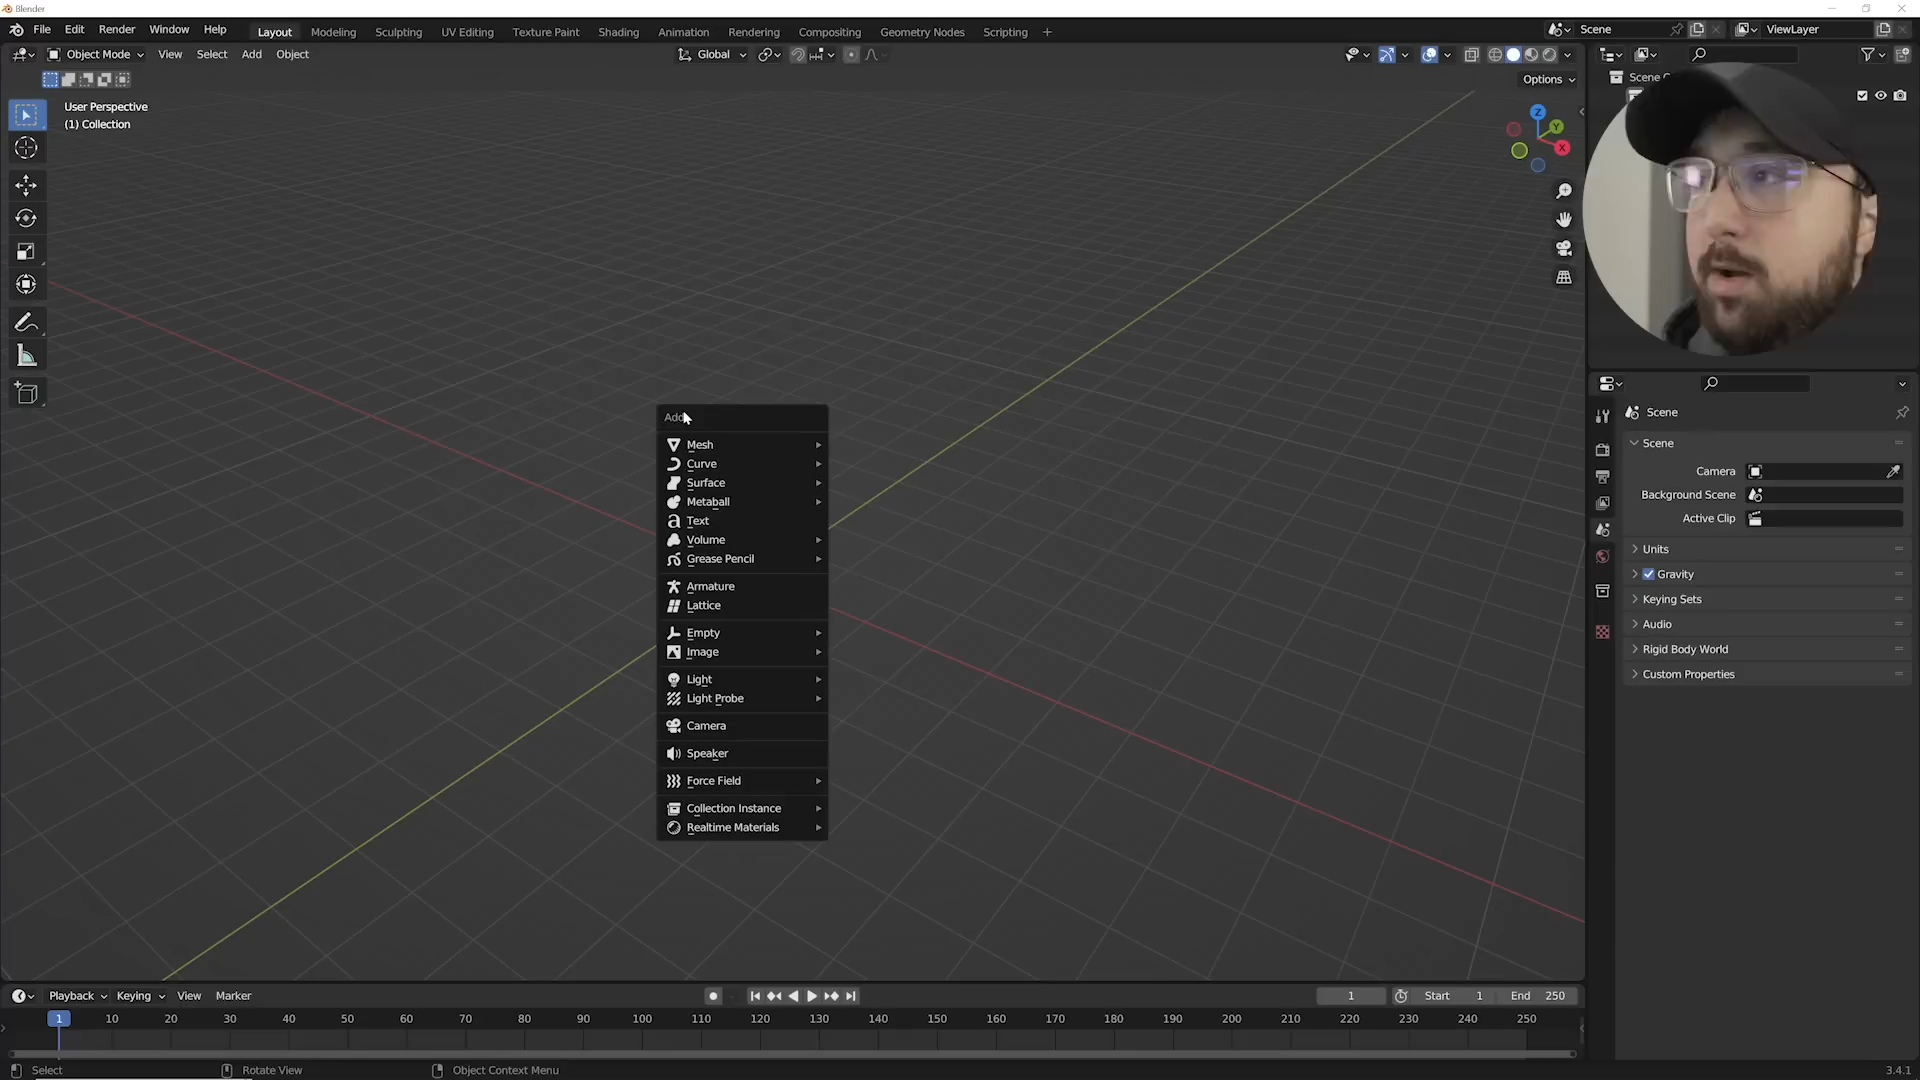 Blender
File Edit Render Window Help Layout Modeling Sculpting UV Editing Texture Paint Shading Animation Rendering Compositing Geometry Nodes Scripting + Scene ViewLayer
Object Mode View Select Add Object Global
Options
User Perspective
(1) Collection
Z
Y
X
Scene
Add
Mesh
Curve
Surface
Metaball
Text
Volume
Grease Pencil
Armature
Lattice
Empty
Image
Light
Light Probe
Camera
Speaker
Force Field
Collection Instance
Realtime Materials
Scene
Scene
Camera
Background Scene
Active Clip
Units
Gravity
Keying Sets
Audio
Rigid Body World
Custom Properties
Playback Keying View Marker 1 Start 1 End 250
1 10 20 30 40 50 60 70 80 90 100 110 120 130 140 150 160 170 180 190 200 210 220 230 240 250
Select Rotate View Object Context Menu 3.4.1